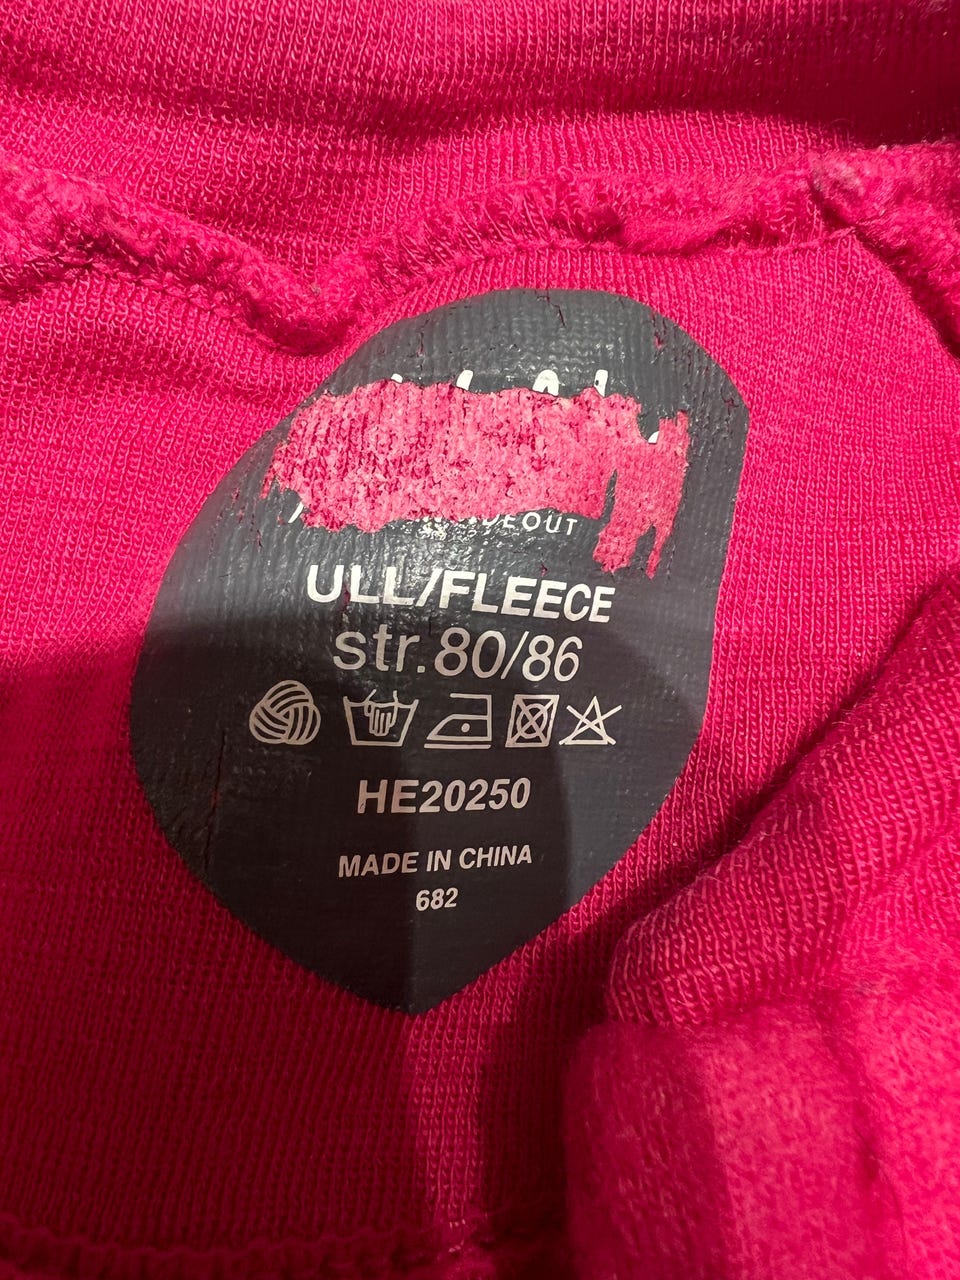 ULL/FLEECE
str.80/86
HE20250
MADE IN CHINA
682